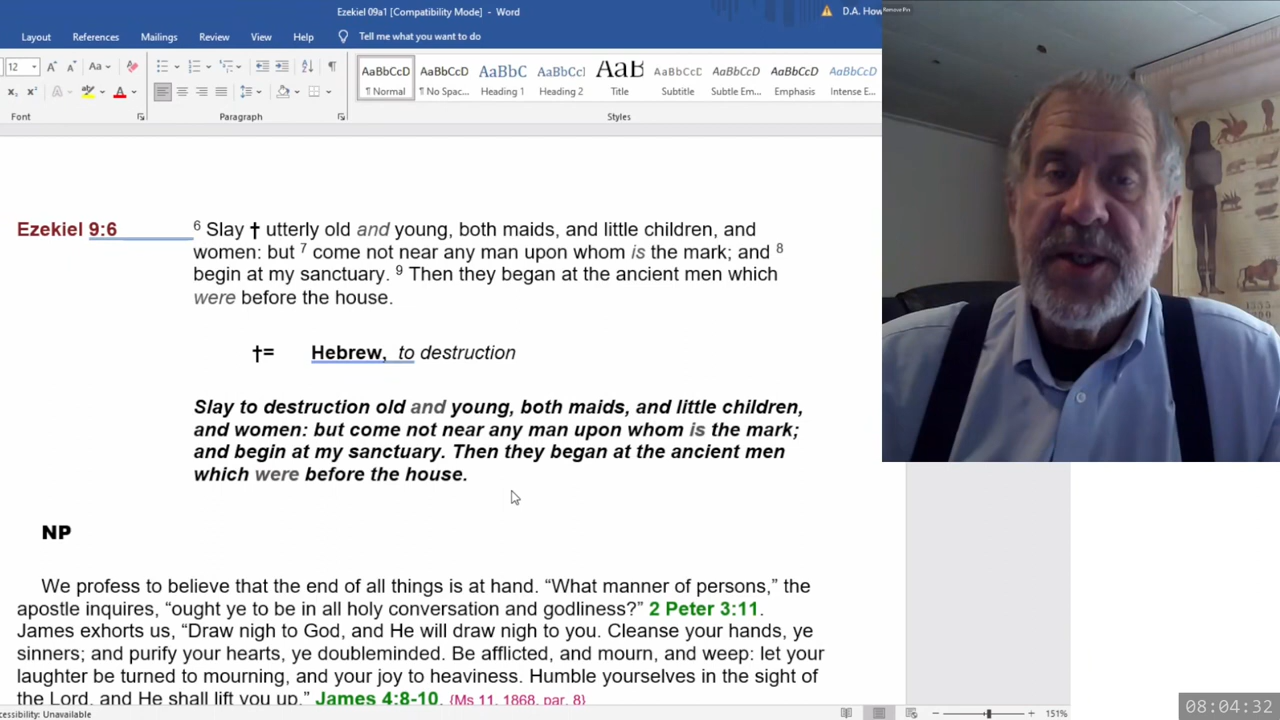 Ezekiel 09a1 [Compatibility Mode] - Word
D.A. How
Remove Pin
Layout References Mailings Review View Help Tell me what you want to do
12
AaBbCcD AaBbCcD AaBbC AaBbCcI AaB AaBbCcD AaBbCcD AaBbCcD AaBbCcD
¶ Normal ¶ No Spac... Heading 1 Heading 2 Title Subtitle Subtle Em... Emphasis Intense E...
Font Paragraph Styles
Ezekiel 9:6 6 Slay † utterly old and young, both maids, and little children, and
women: but 7 come not near any man upon whom is the mark; and 8
begin at my sanctuary. 9 Then they began at the ancient men which
were before the house.
†= Hebrew, to destruction
Slay to destruction old and young, both maids, and little children,
and women: but come not near any man upon whom is the mark;
and begin at my sanctuary. Then they began at the ancient men
which were before the house.
NP
We profess to believe that the end of all things is at hand. “What manner of persons,” the
apostle inquires, “ought ye to be in all holy conversation and godliness?” 2 Peter 3:11.
James exhorts us, “Draw nigh to God, and He will draw nigh to you. Cleanse your hands, ye
sinners; and purify your hearts, ye doubleminded. Be afflicted, and mourn, and weep: let your
laughter be turned to mourning, and your joy to heaviness. Humble yourselves in the sight of
the Lord, and He shall lift you up.” James 4:8-10. {Ms 11, 1868, par. 8}
cessibility: Unavailable
151%
08:04:32